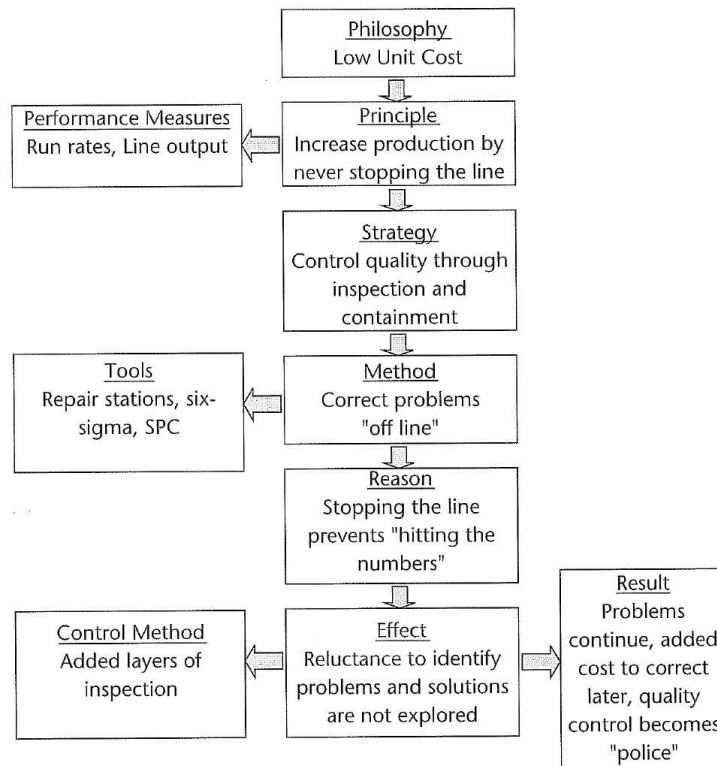 Philosophy
Low Unit Cost
Performance Measures
Run rates, Line output
Principle
Increase production by
never stopping the line
Strategy
Control quality through
inspection and
containment
Tools
Repair stations, six-
sigma, SPC
Method
Correct problems
"off line"
Reason
Stopping the line
prevents "hitting the
numbers"
Control Method
Added layers of
inspection
Effect
Reluctance to identify
problems and solutions
are not explored
Result
Problems
continue, added
cost to correct
later, quality
control becomes
"police"